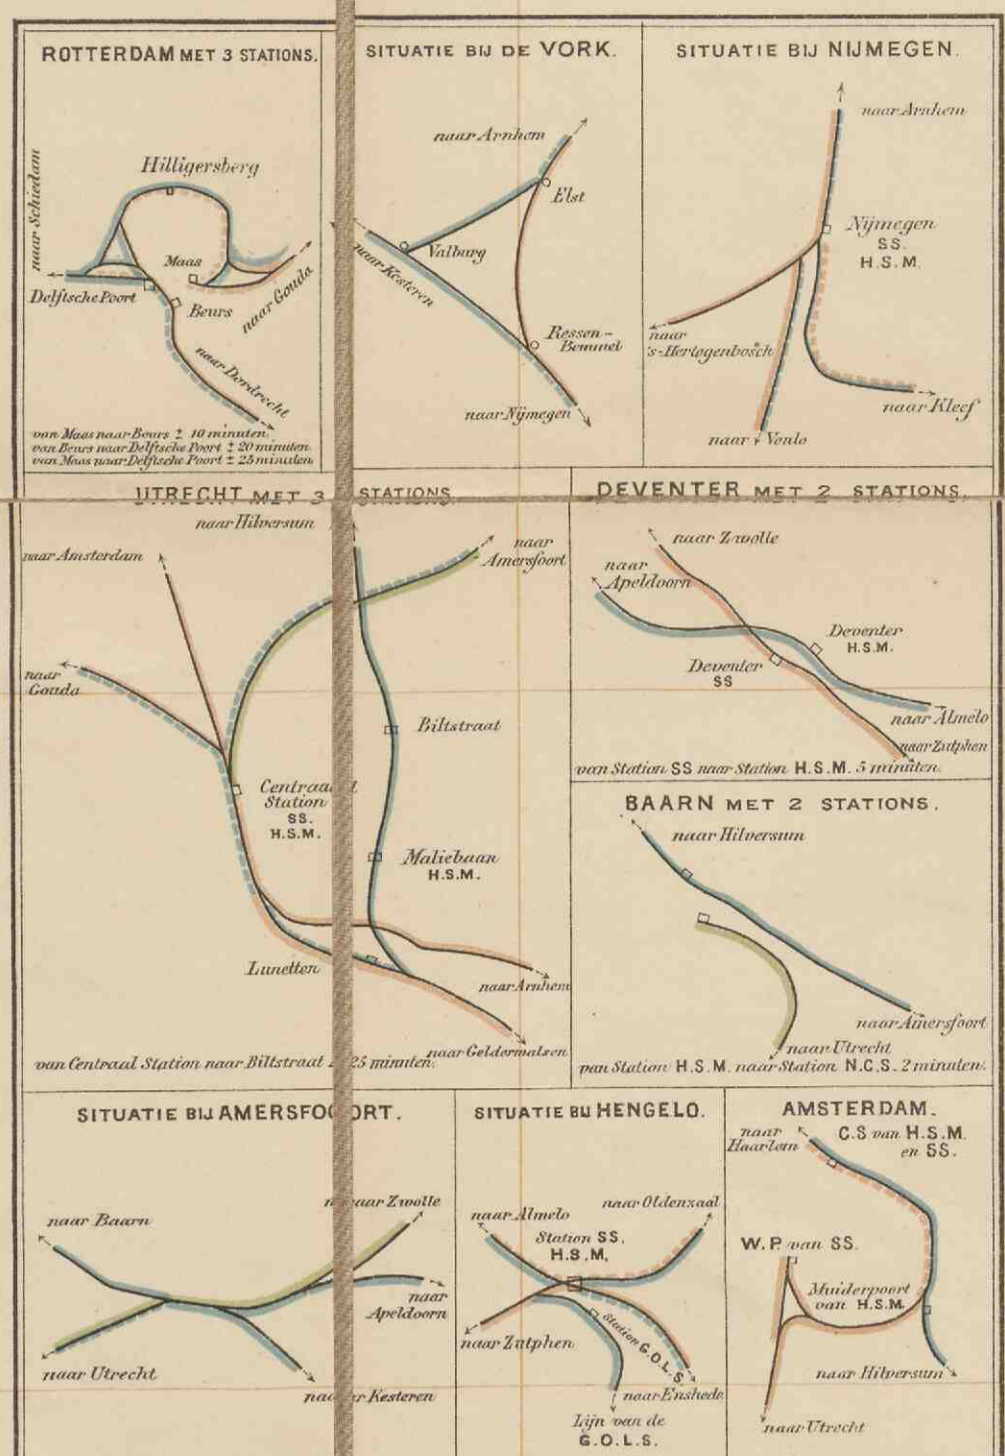 ROTTERDAM MET 3 STATIONS.
naar Schiedam
Hilligersberg
Maas
Delftsche Poort
Beurs
naar Gouda
naar Dordrecht
van Maas naar Beurs ± 10 minuten.
van Beurs naar Delftsche Poort ± 20 minuten.
van Maas naar Delftsche Poort ± 25 minuten.
SITUATIE BIJ DE VORK.
naar Arnhem
Elst
Valburg
naar Kesteren
Ressen-
Bemmel
naar Nijmegen
SITUATIE BIJ NIJMEGEN.
naar Arnhem
Nijmegen
SS.
H.S.M.
naar
's-Hertogenbosch
naar Kleef
naar Venlo
UTRECHT MET 3 STATIONS.
naar Hilversum
naar Amsterdam
naar
Amersfoort
naar
Gouda
Biltstraat
Centraal
Station
SS.
H.S.M.
Maliebaan
H.S.M.
Lunetten
naar Arnhem
naar Geldermalsen
van Centraal Station naar Biltstraat ± 25 minuten.
DEVENTER MET 2 STATIONS.
naar Zwolle
naar
Apeldoorn
Deventer
H.S.M.
Deventer
SS
naar Almelo
naar Zutphen
van Station SS naar Station H.S.M. 5 minuten.
BAARN MET 2 STATIONS.
naar Hilversum
naar Amersfoort
naar Utrecht
van Station H.S.M. naar Station N.C.S. 2 minuten.
SITUATIE BIJ AMERSFOORT.
naar Zwolle
naar Baarn
naar
Apeldoorn
naar Utrecht
naar Kesteren
SITUATIE BIJ HENGELO.
naar Oldenzaal
naar Almelo
Station SS.
H.S.M.
Station G.O.L.S.
naar Zutphen
naar Enshede
Lijn van de
G.O.L.S.
AMSTERDAM.
naar
Haarlem
C.S van H.S.M.
en SS.
W.P. van SS.
Muiderpoort
van H.S.M.
naar Hilversum
naar Utrecht